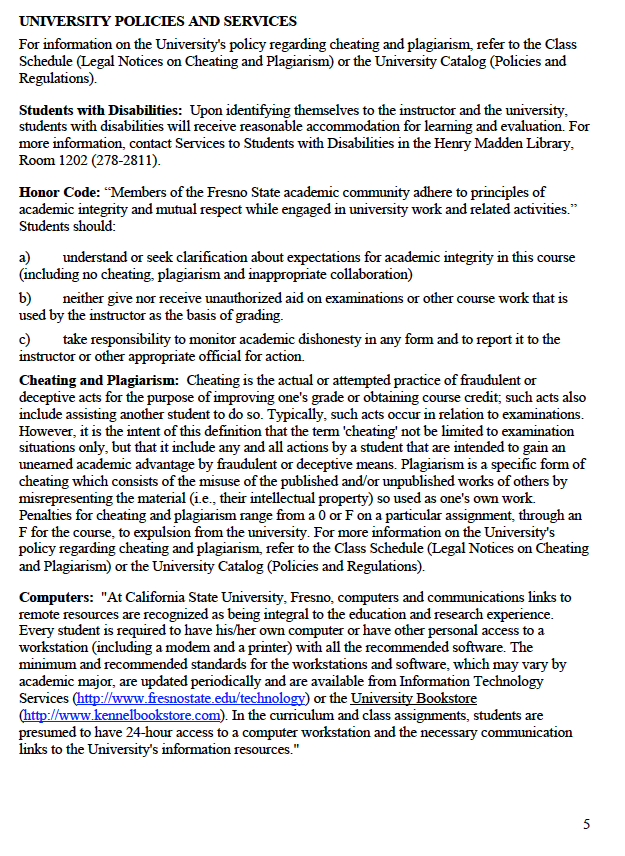 UNIVERSITY POLICIES AND SERVICES
For information on the University's policy regarding cheating and plagiarism, refer to the Class
Schedule (Legal Notices on Cheating and Plagiarism) or the University Catalog (Policies and
Regulations).
Students with Disabilities: Upon identifying themselves to the instructor and the university,
students with disabilities will receive reasonable accommodation for learning and evaluation. For
more information, contact Services to Students with Disabilities in the Henry Madden Library,
Room 1202 (278-2811).
Honor Code: “Members of the Fresno State academic community adhere to principles of
academic integrity and mutual respect while engaged in university work and related activities.”
Students should:
a) understand or seek clarification about expectations for academic integrity in this course
(including no cheating, plagiarism and inappropriate collaboration)
b) neither give nor receive unauthorized aid on examinations or other course work that is
used by the instructor as the basis of grading.
c) take responsibility to monitor academic dishonesty in any form and to report it to the
instructor or other appropriate official for action.
Cheating and Plagiarism: Cheating is the actual or attempted practice of fraudulent or
deceptive acts for the purpose of improving one's grade or obtaining course credit; such acts also
include assisting another student to do so. Typically, such acts occur in relation to examinations.
However, it is the intent of this definition that the term 'cheating' not be limited to examination
situations only, but that it include any and all actions by a student that are intended to gain an
unearned academic advantage by fraudulent or deceptive means. Plagiarism is a specific form of
cheating which consists of the misuse of the published and/or unpublished works of others by
misrepresenting the material (i.e., their intellectual property) so used as one's own work.
Penalties for cheating and plagiarism range from a 0 or F on a particular assignment, through an
F for the course, to expulsion from the university. For more information on the University's
policy regarding cheating and plagiarism, refer to the Class Schedule (Legal Notices on Cheating
and Plagiarism) or the University Catalog (Policies and Regulations).
Computers: "At California State University, Fresno, computers and communications links to
remote resources are recognized as being integral to the education and research experience.
Every student is required to have his/her own computer or have other personal access to a
workstation (including a modem and a printer) with all the recommended software. The
minimum and recommended standards for the workstations and software, which may vary by
academic major, are updated periodically and are available from Information Technology
Services (http://www.fresnostate.edu/technology) or the University Bookstore
(http://www.kennelbookstore.com). In the curriculum and class assignments, students are
presumed to have 24-hour access to a computer workstation and the necessary communication
links to the University's information resources."
5